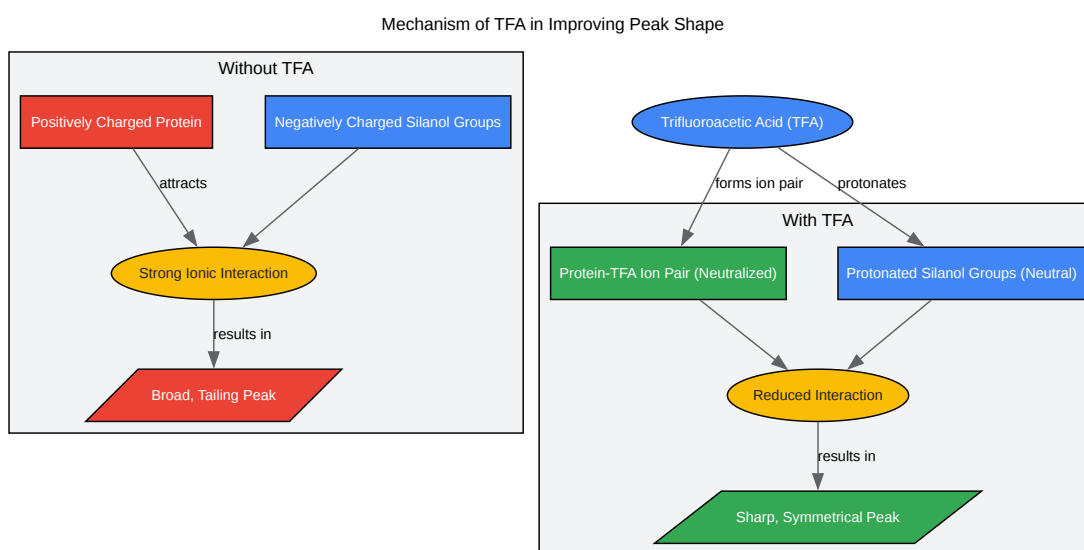 Mechanism of TFA in Improving Peak Shape
Without TFA
Positively Charged Protein
Negatively Charged Silanol Groups
attracts
Strong Ionic Interaction
results in
Broad, Tailing Peak
Trifluoroacetic Acid (TFA)
forms ion pair
protonates
With TFA
Protein-TFA Ion Pair (Neutralized)
Protonated Silanol Groups (Neutral)
Reduced Interaction
results in
Sharp, Symmetrical Peak